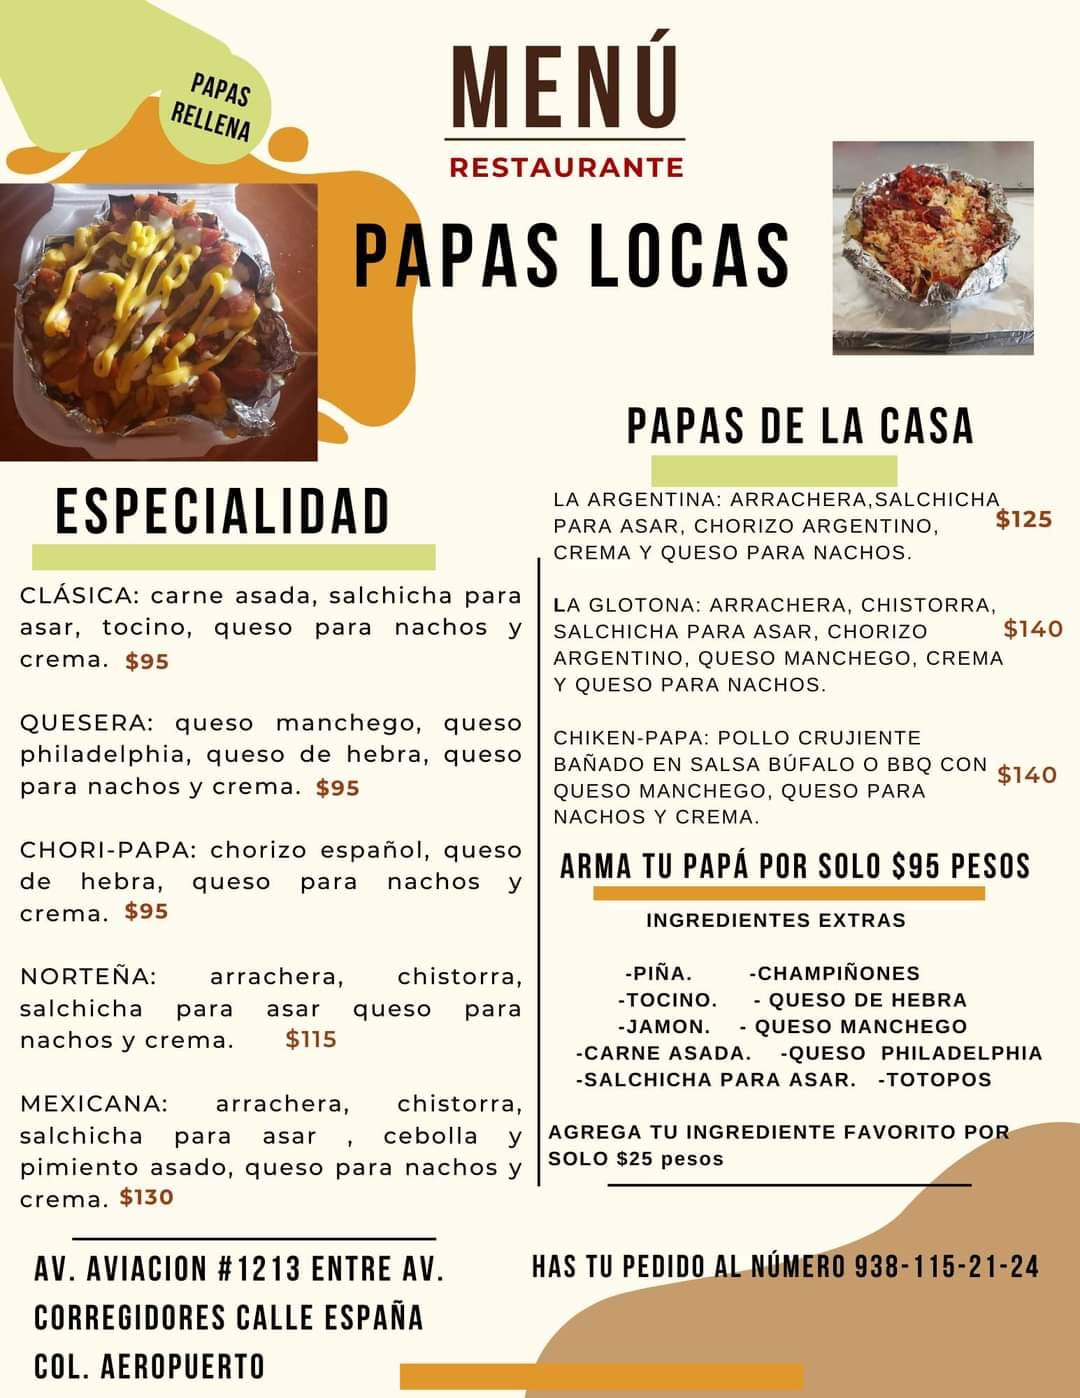 PAPAS
RELLENA
MENÚ
RESTAURANTE
PAPAS LOCAS
ESPECIALIDAD
CLÁSICA: carne asada, salchicha para
asar, tocino, queso para nachos y
crema. $95
QUESERA: queso manchego, queso
philadelphia, queso de hebra, queso
para nachos y crema. $95
CHORI-PAPA: chorizo español, queso
de hebra, queso para nachos y
crema. $95
NORTEÑA: arrachera, chistorra,
salchicha para asar queso para
nachos y crema. $115
MEXICANA: arrachera, chistorra,
salchicha para asar , cebolla y
pimiento asado, queso para nachos y
crema. $130
PAPAS DE LA CASA
LA ARGENTINA: ARRACHERA,SALCHICHA
PARA ASAR, CHORIZO ARGENTINO, $125
CREMA Y QUESO PARA NACHOS.
LA GLOTONA: ARRACHERA, CHISTORRA,
SALCHICHA PARA ASAR, CHORIZO $140
ARGENTINO, QUESO MANCHEGO, CREMA
Y QUESO PARA NACHOS.
CHIKEN-PAPA: POLLO CRUJIENTE
BAÑADO EN SALSA BÚFALO O BBQ CON $140
QUESO MANCHEGO, QUESO PARA
NACHOS Y CREMA.
ARMA TU PAPÁ POR SOLO $95 PESOS
INGREDIENTES EXTRAS
-PIÑA. -CHAMPIÑONES
-TOCINO. - QUESO DE HEBRA
-JAMON. - QUESO MANCHEGO
-CARNE ASADA. -QUESO PHILADELPHIA
-SALCHICHA PARA ASAR. -TOTOPOS
AGREGA TU INGREDIENTE FAVORITO POR
SOLO $25 pesos
AV. AVIACION #1213 ENTRE AV.
CORREGIDORES CALLE ESPAÑA
COL. AEROPUERTO
HAS TU PEDIDO AL NÚMERO 938-115-21-24